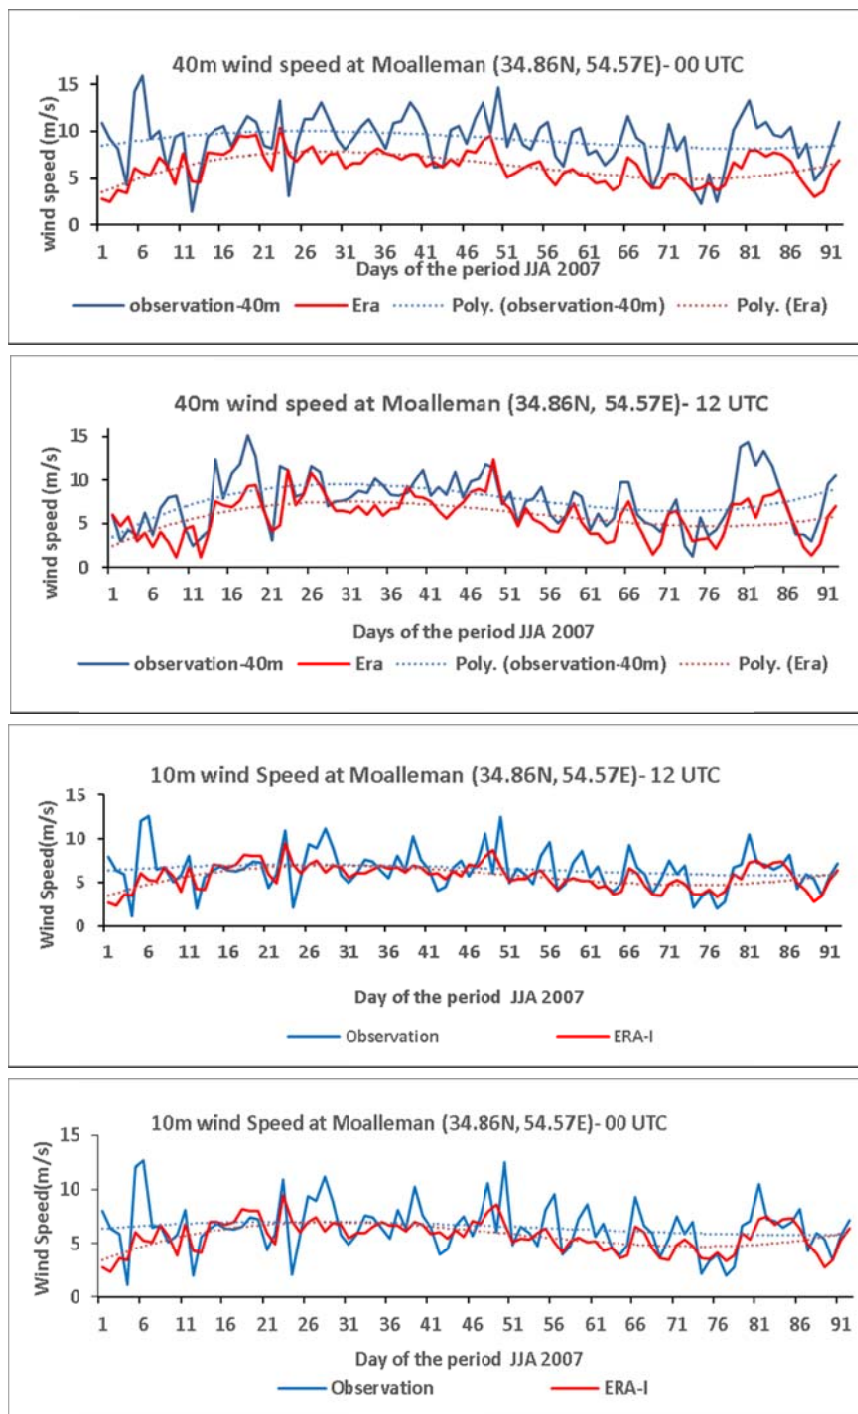 40m wind speed at Moalleman (34.86N, 54.57E)- 00 UTC
wind speed (m/s)
15
10
5
0
1 6 11 16 21 26 31 36 41 46 51 56 61 66 71 76 81 86 91
Days of the period JJA 2007
observation-40m Era Poly. (observation-40m) Poly. (Era)
40m wind speed at Moalleman (34.86N, 54.57E)- 12 UTC
wind speed (m/s)
15
10
5
0
1 6 11 16 21 26 31 36 41 46 51 56 61 66 71 76 81 86 91
Days of the period JJA 2007
observation-40m Era Poly. (observation-40m) Poly. (Era)
10m wind Speed at Moalleman (34.86N, 54.57E)- 12 UTC
Wind Speed(m/s)
15
10
5
0
1 6 11 16 21 26 31 36 41 46 51 56 61 66 71 76 81 86 91
Day of the period JJA 2007
Observation ERA-I
10m wind Speed at Moalleman (34.86N, 54.57E)- 00 UTC
Wind Speed(m/s)
15
10
5
0
1 6 11 16 21 26 31 36 41 46 51 56 61 66 71 76 81 86 91
Day of the period JJA 2007
Observation ERA-I